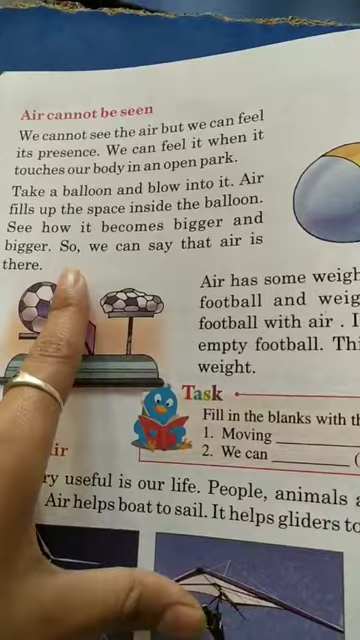 Air cannot be seen
We cannot see the air but we can feel
its presence. We can feel it when it
touches our body in an open park.
Take a balloon and blow into it. Air
fills up the space inside the balloon.
See how it becomes bigger and
bigger. So, we can say that air is
there.
Air has some weigh
football and weig
football with air . I
empty football. Thi
weight.
Task
Fill in the blanks with th
1. Moving
2. We can
ir
ry useful is our life. People, animals
Air helps boat to sail. It helps gliders to